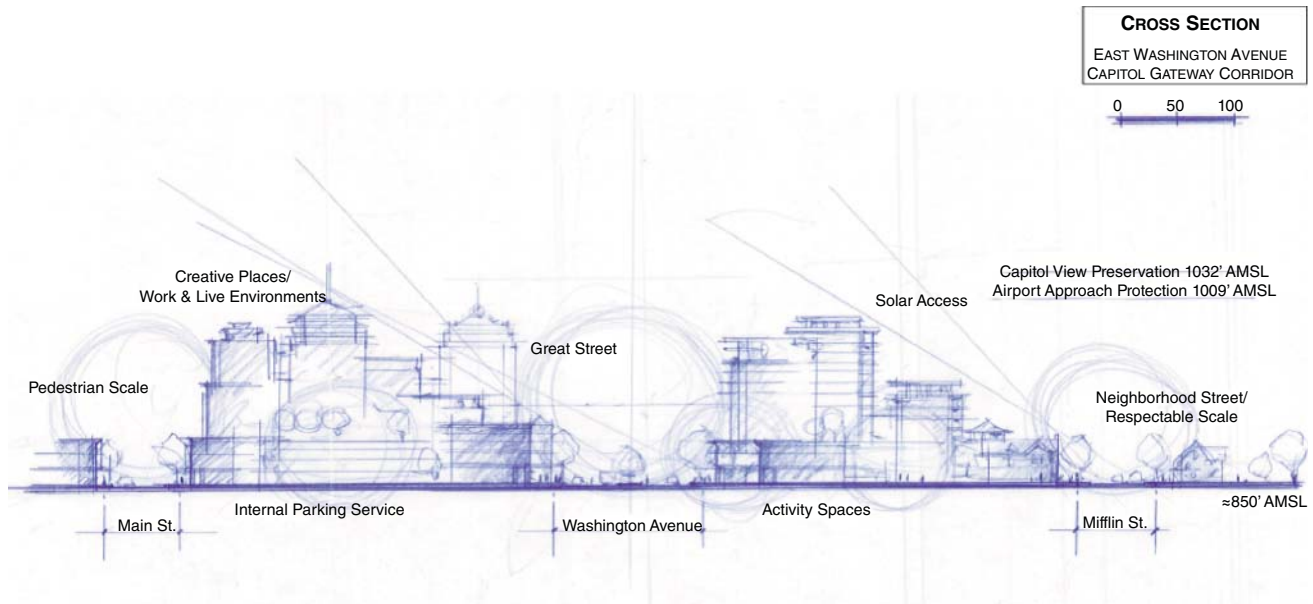 CROSS SECTION
EAST WASHINGTON AVENUE
CAPITOL GATEWAY CORRIDOR
0 50 100
Creative Places/
Work & Live Environments
Capitol View Preservation 1032' AMSL
Airport Approach Protection 1009' AMSL
Solar Access
Great Street
Pedestrian Scale
Neighborhood Street/
Respectable Scale
≈850' AMSL
Internal Parking Service
Activity Spaces
Main St.
Washington Avenue
Mifflin St.